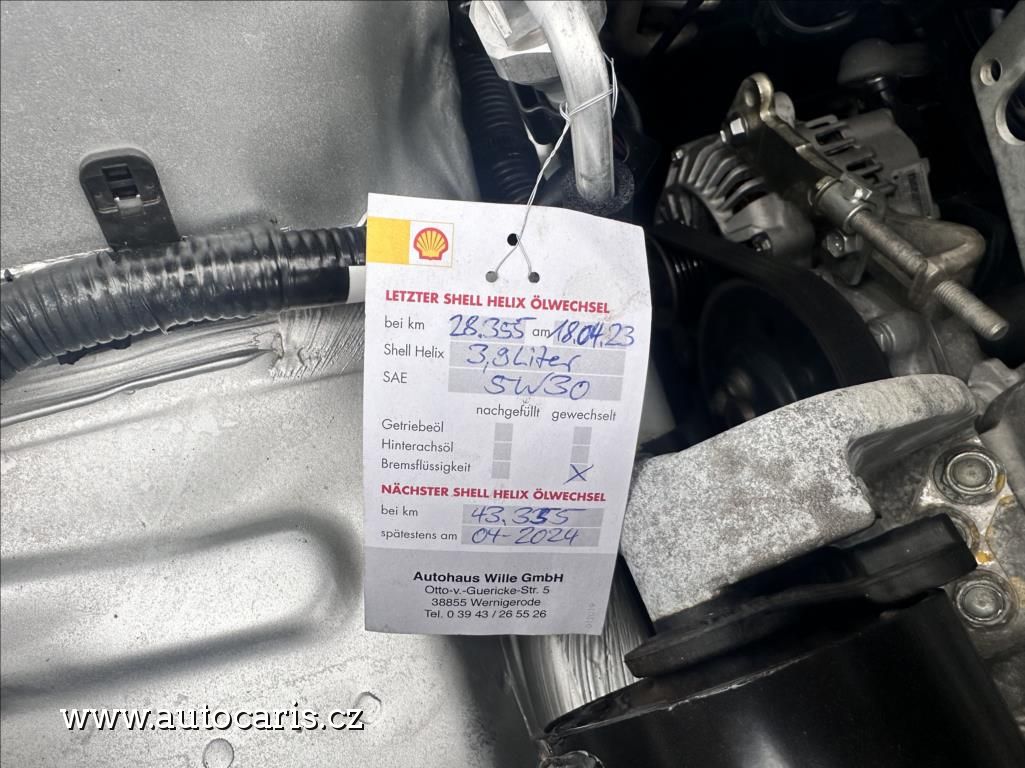 LETZTER SHELL HELIX ÖLWECHSEL
bei km 28.355 am 18.04.23
Shell Helix 3,9 Liter
SAE 5W30
nachgefüllt gewechselt
Getriebeöl
Hinterachsöl
Bremsflüssigkeit X
NÄCHSTER SHELL HELIX ÖLWECHSEL
bei km 43.355
spätestens am 04-2024
Autohaus Wille GmbH
Otto-v.-Guericke-Str. 5
38855 Wernigerode
Tel. 0 39 43 / 26 55 26
www.autocaris.cz